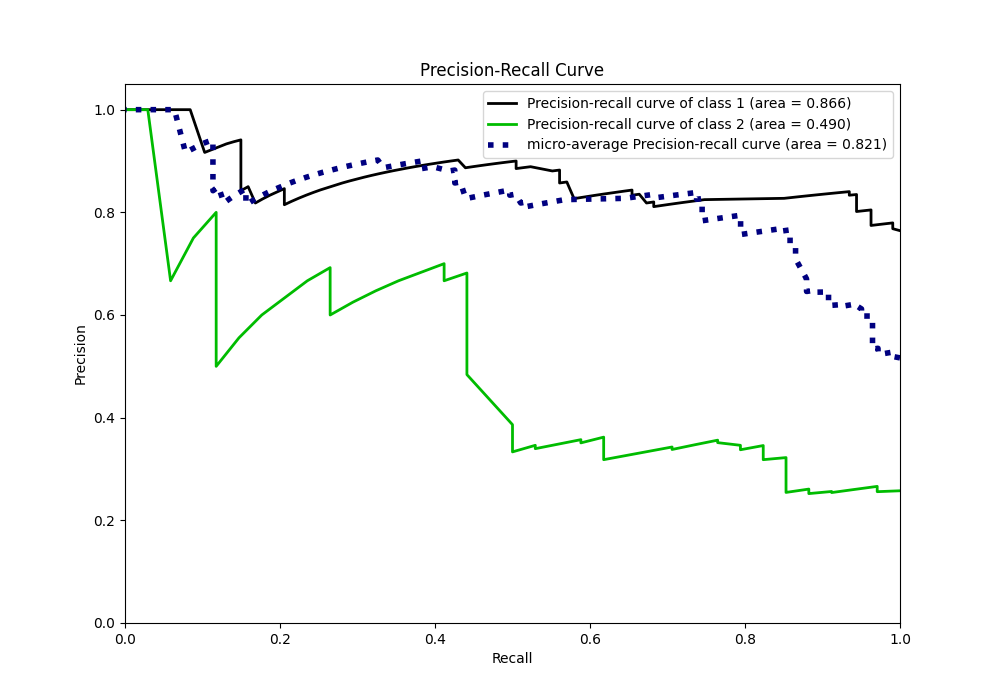 Precision-Recall Curve
Precision-recall curve of class 1 (area = 0.866)
Precision-recall curve of class 2 (area = 0.490)
micro-average Precision-recall curve (area = 0.821)
1.0
0.8
0.6
0.4
0.2
0.0
Precision
0.0 0.2 0.4 0.6 0.8 1.0
Recall